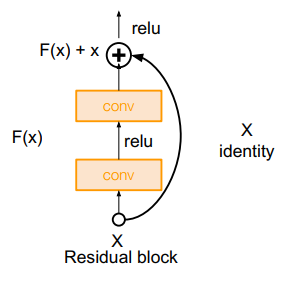 relu
F(x) + x
conv
F(x)
relu
X
identity
conv
X
Residual block